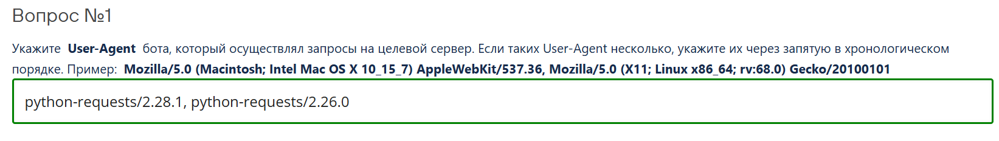 Вопрос №1
Укажите User-Agent бота, который осуществлял запросы на целевой сервер. Если таких User-Agent несколько, укажите их через запятую в хронологическом
порядке. Пример: Mozilla/5.0 (Macintosh; Intel Mac OS X 10_15_7) AppleWebKit/537.36, Mozilla/5.0 (X11; Linux x86_64; rv:68.0) Gecko/20100101
python-requests/2.28.1, python-requests/2.26.0